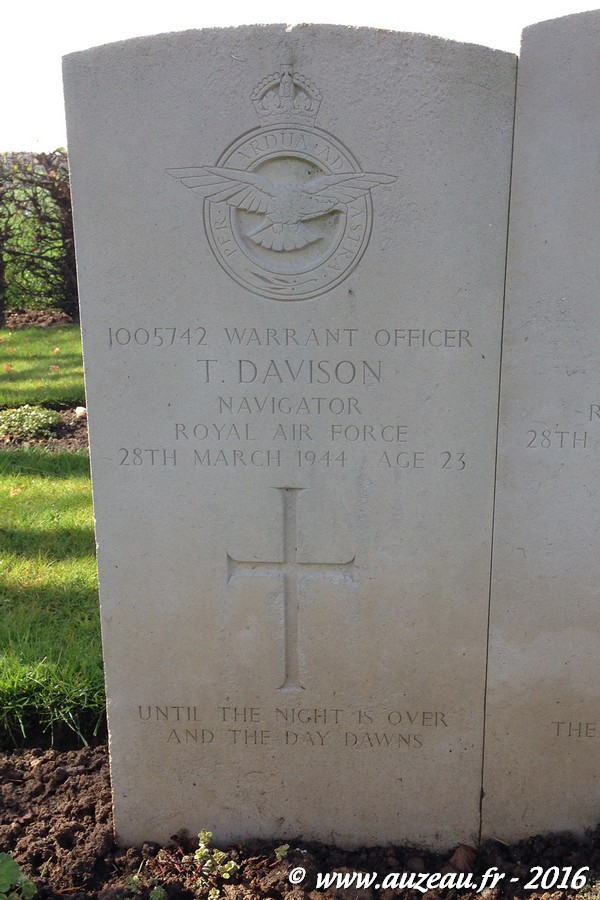 PER · ARDUA · AD ASTRA
1005742 WARRANT OFFICER
T. DAVISON
NAVIGATOR
ROYAL AIR FORCE
28TH MARCH 1944 AGE 23
UNTIL THE NIGHT IS OVER
AND THE DAY DAWNS
R
28TH
THE
© www.auzeau.fr - 2016